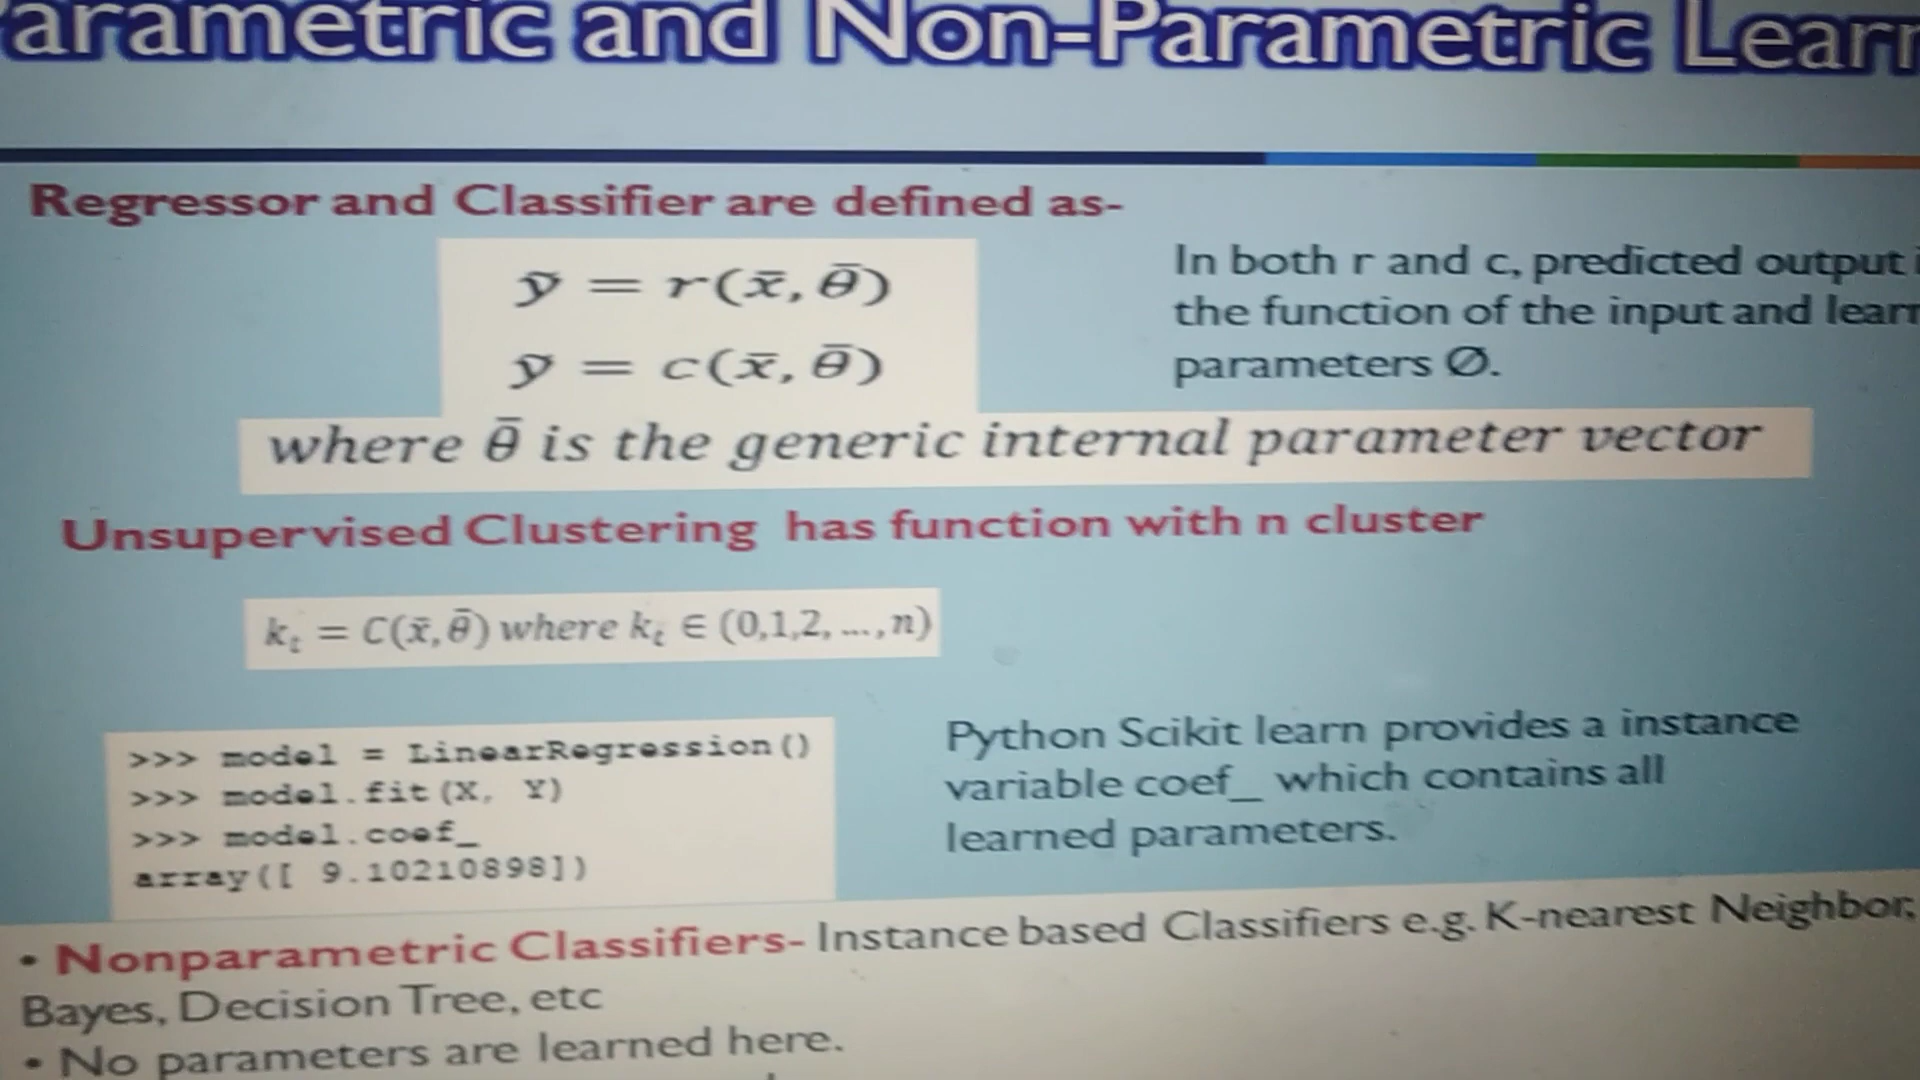 arametric and Non-Parametric Lear
Regressor and Classifier are defined as-
ȳ = r(x̄, θ̄)
ȳ = c(x̄, θ̄)
In both r and c, predicted output
the function of the input and lear
parameters Ø.
where θ̄ is the generic internal parameter vector
Unsupervised Clustering has function with n cluster
kₜ = C(x̄, θ̄) where kₜ ∈ (0,1,2, ..., n)
>>> model = LinearRegression()
>>> model.fit(X, Y)
>>> model.coef_
array([ 9.10210898])
Python Scikit learn provides a instance
variable coef_ which contains all
learned parameters.
• Nonparametric Classifiers- Instance based Classifiers e.g. K-nearest Neighbor,
Bayes, Decision Tree, etc
• No parameters are learned here.